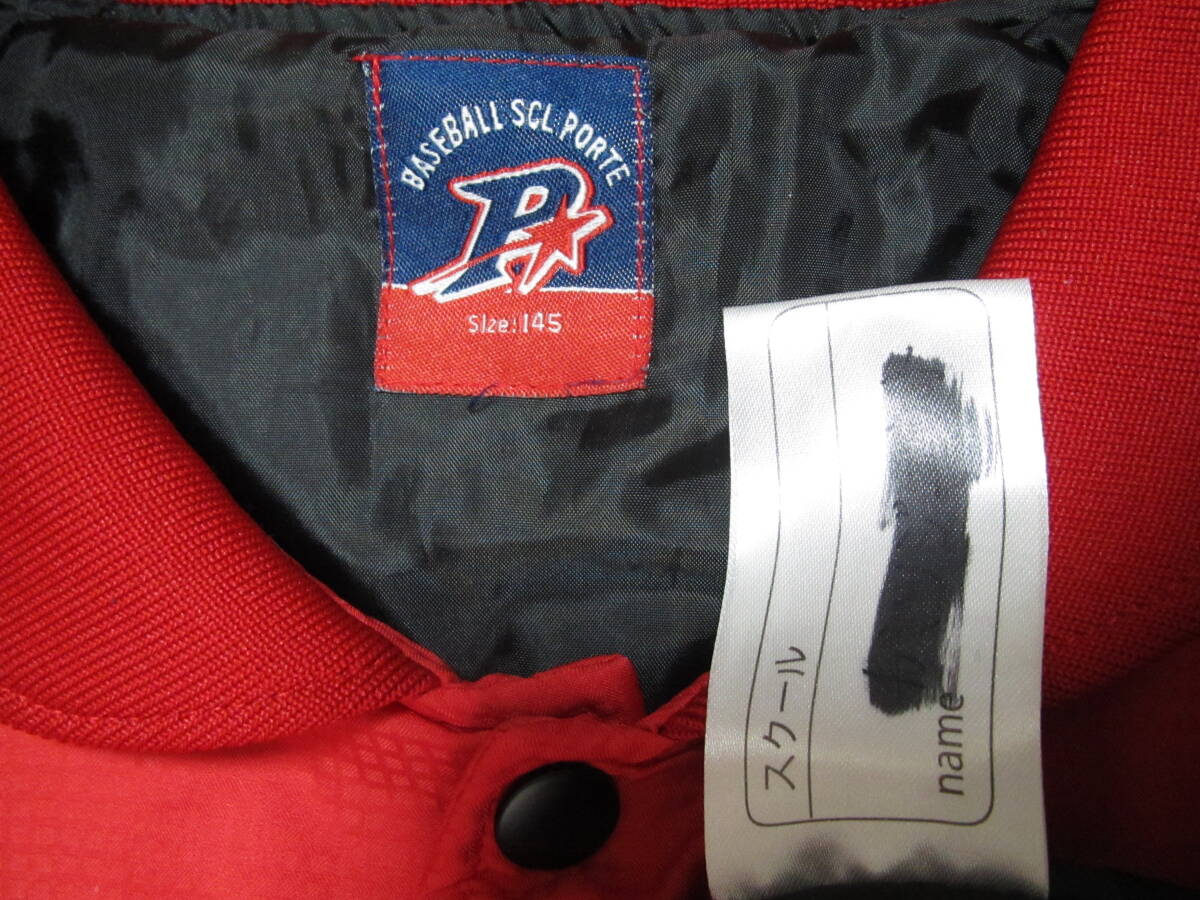 BASEBALL SCL PORTE
P
Size:145
スクール
name